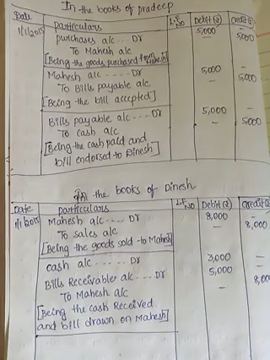 In the books of pradeep
Date particulars L.F No Debit(₹) Credit(₹)
1/1/2015 purchases a/c ... Dr 5,000 -
To Mahesh a/c - 5,000
[Being the goods purchased from
Mahesh a/c ... Dr 5,000 -
To Bills payable a/c - 5,000
[Being the bill accepted]
Bills payable a/c .... Dr 5,000 -
To cash a/c - 5,000
[Being the cash paid and
bill endorsed to Dinesh]
In the books of Dinesh
Date particulars L.F No Debit(₹) Credit(₹)
1/1/2015 Mahesh a/c .... Dr 8,000 -
To sales a/c - 8,000
[Being the goods sold to Mahesh]
cash a/c .... Dr 3,000 -
Bills Receivable a/c ... Dr 5,000 -
To Mahesh a/c - 8,000
[Being the cash Received
and bill drawn on Mahesh]